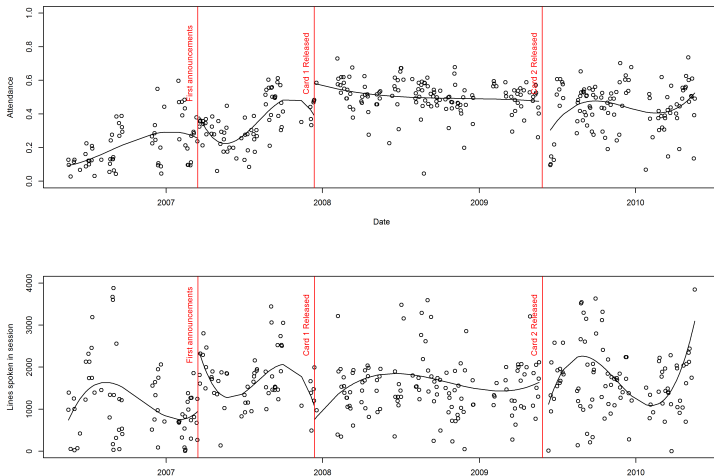 Attendance
0.0
0.2
0.4
0.6
0.8
1.0
First announcements
Card 1 Released
Card 2 Released
2007
2008
2009
2010
Date
Lines spoken in session
0
1000
2000
3000
4000
First announcements
Card 1 Released
Card 2 Released
2007
2008
2009
2010